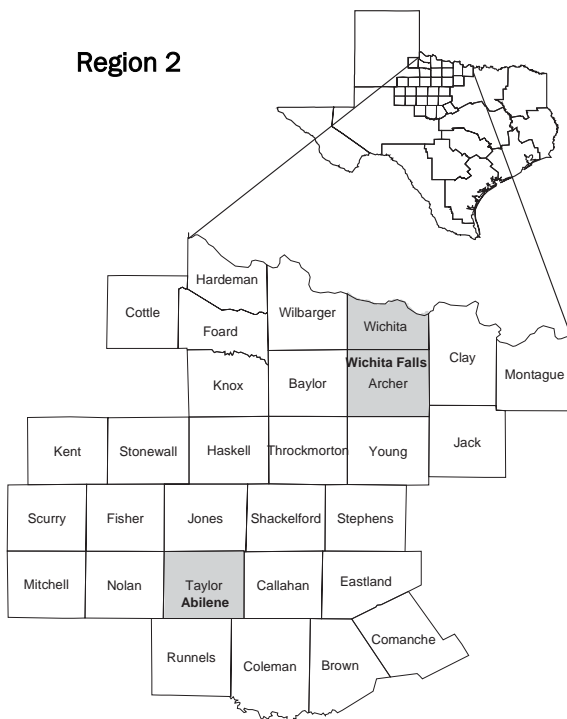 Region 2
Hardeman
Cottle
Wilbarger
Wichita
Foard
Wichita Falls
Clay
Knox
Baylor
Archer
Montague
Kent
Stonewall
Haskell
Throckmorton
Young
Jack
Scurry
Fisher
Jones
Shackelford
Stephens
Mitchell
Nolan
Taylor
Callahan
Eastland
Abilene
Comanche
Runnels
Coleman
Brown